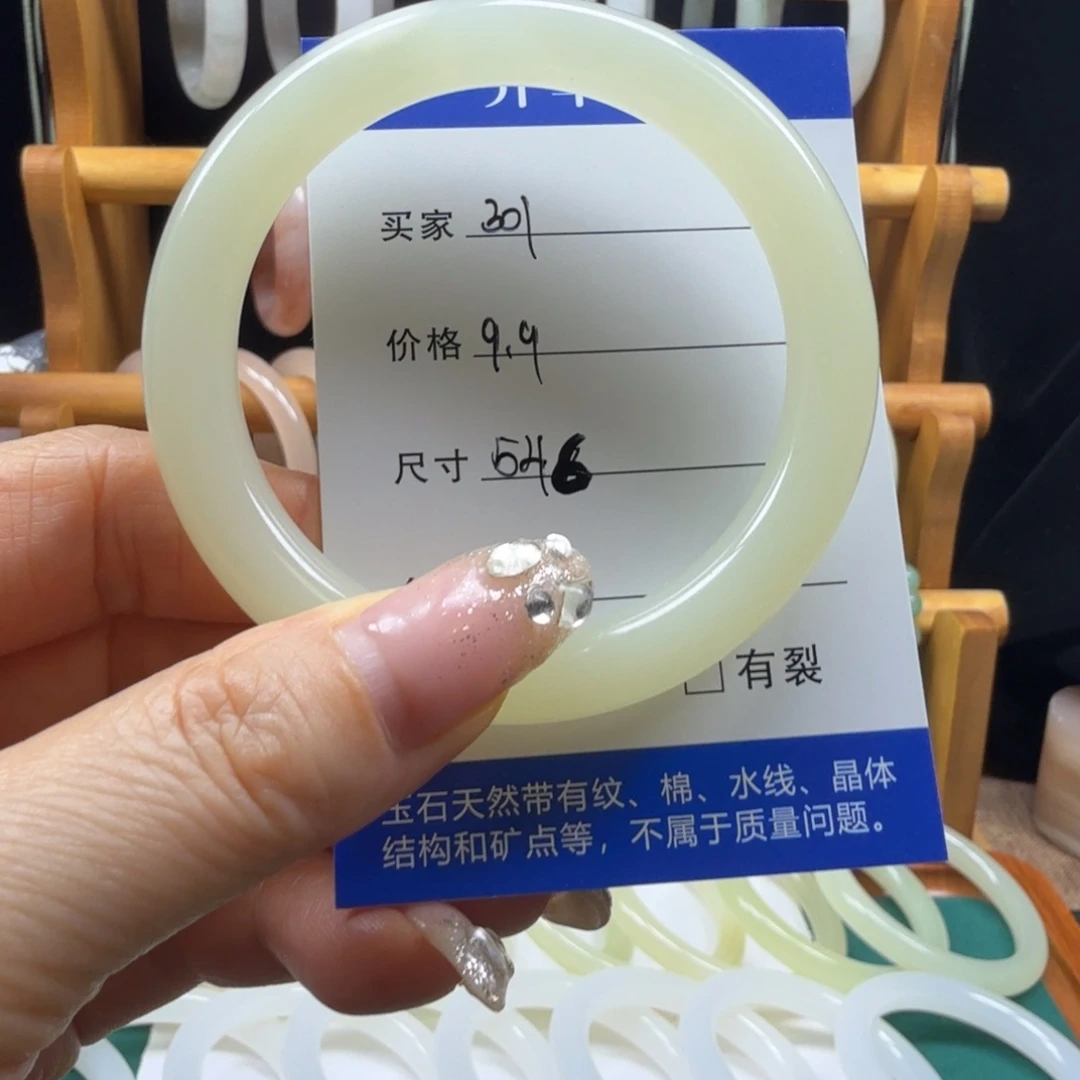 买家 301
价格 9.9
尺寸 54.6
有裂
玉石天然带有纹、棉、水线、晶体
结构和矿点等，不属于质量问题。